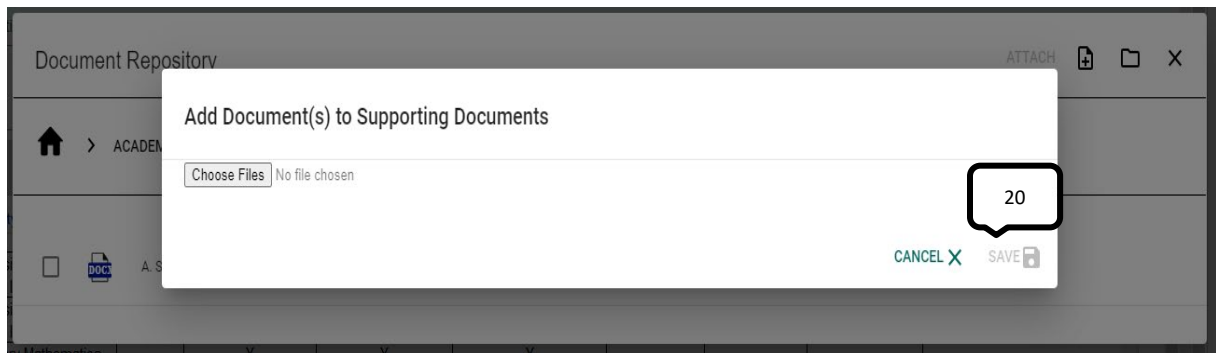 Document Repository
ATTACH
Add Document(s) to Supporting Documents
ACADEM
Choose Files No file chosen
20
CANCEL X SAVE
DOCX
A. S
Mathematics X X X